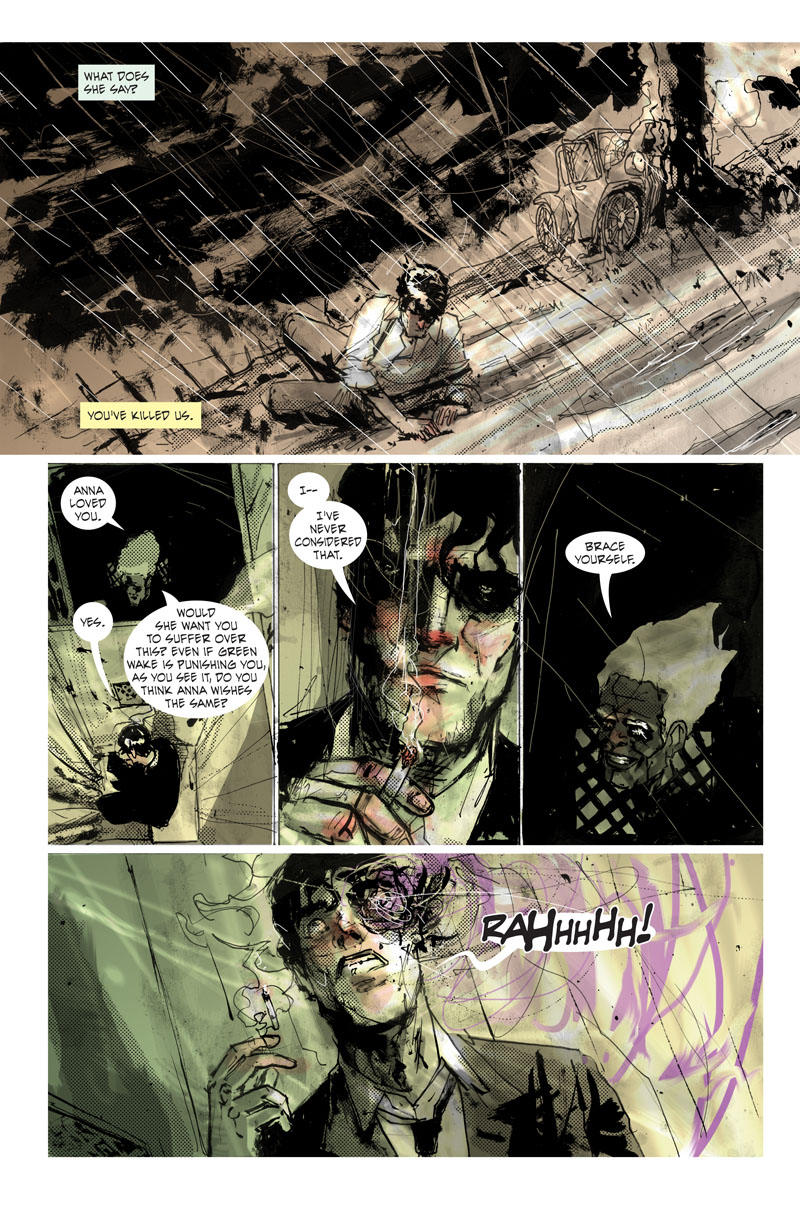 WHAT DOES
SHE SAY?
YOU'VE KILLED US.
ANNA
LOVED
YOU.
YES.
WOULD
SHE WANT YOU
TO SUFFER OVER
THIS? EVEN IF GREEN
WAKE IS PUNISHING YOU,
AS YOU SEE IT, DO YOU
THINK ANNA WISHES
THE SAME?
I--
I'VE
NEVER
CONSIDERED
THAT.
BRACE
YOURSELF.
RAHHHHH!